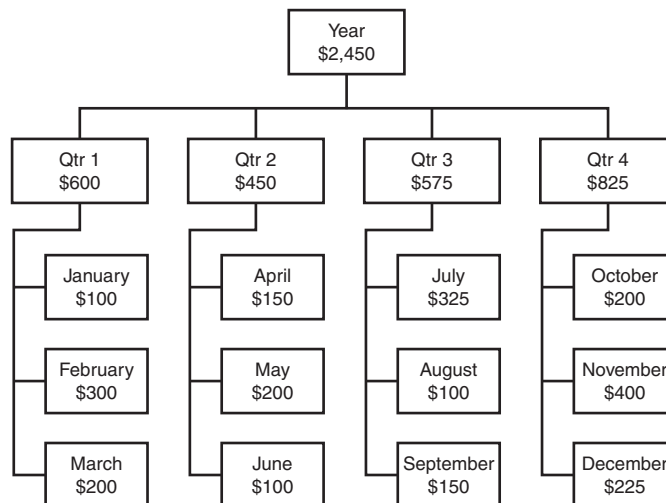 Year
$2,450
Qtr 1
$600
Qtr 2
$450
Qtr 3
$575
Qtr 4
$825
January
$100
February
$300
March
$200
April
$150
May
$200
June
$100
July
$325
August
$100
September
$150
October
$200
November
$400
December
$225